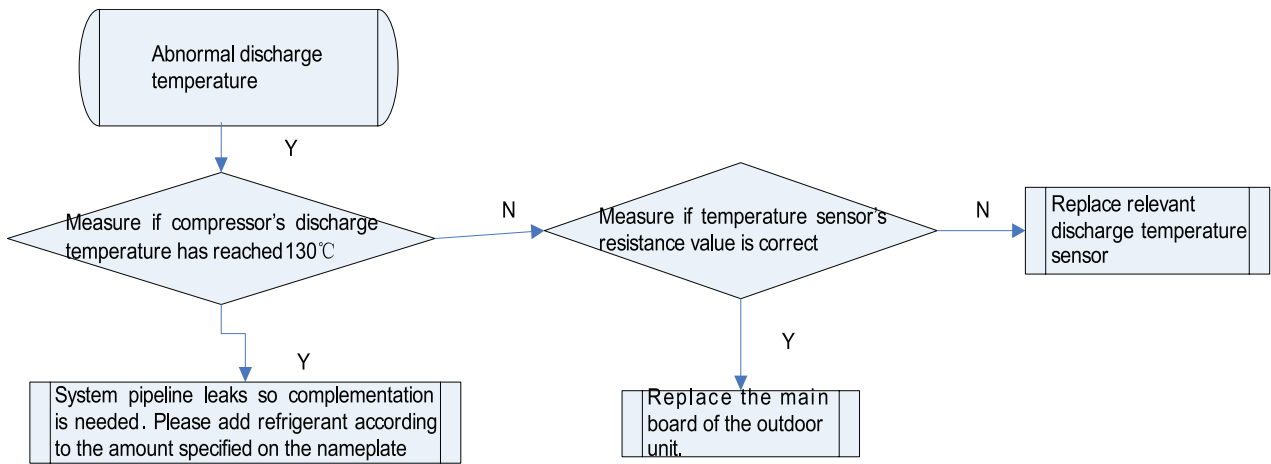 Abnormal discharge
temperature
Y
Measure if compressor's discharge
temperature has reached 130℃
N
Measure if temperature sensor's
resistance value is correct
N
Replace relevant
discharge temperature
sensor
Y
System pipeline leaks so complementation
is needed. Please add refrigerant according
to the amount specified on the nameplate
Y
Replace the main
board of the outdoor
unit.